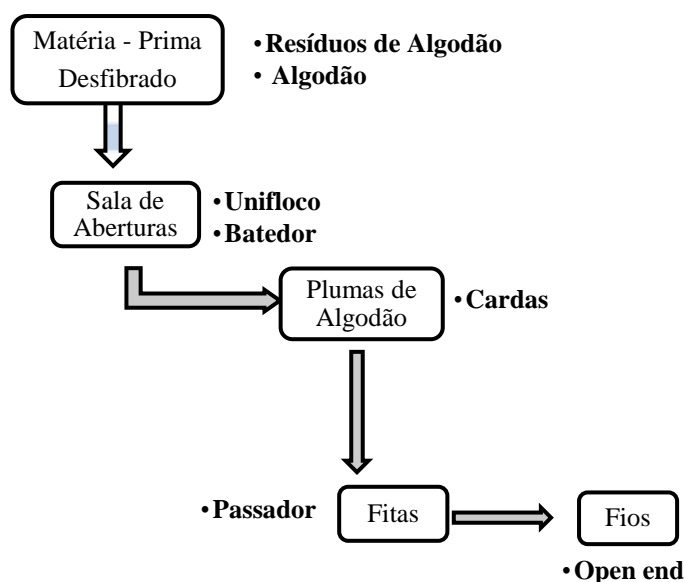 Matéria - Prima
Desfibrado
• Resíduos de Algodão
• Algodão
Sala de
Aberturas
• Unifloco
• Batedor
Plumas de
Algodão
• Cardas
• Passador
Fitas
Fios
• Open end